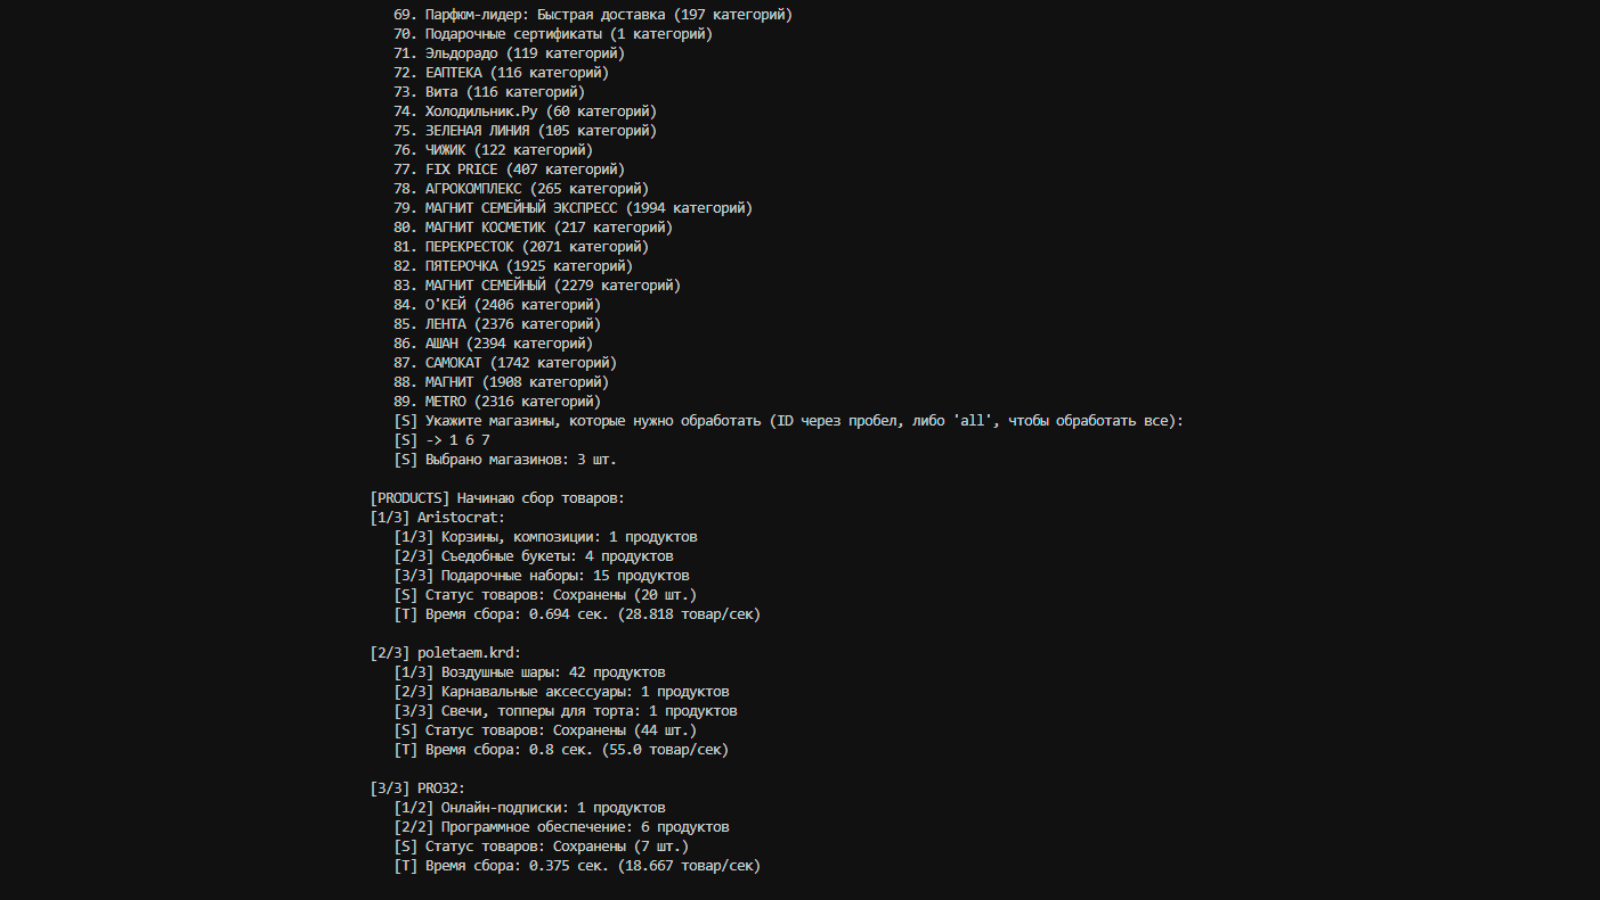 69. Парфюм-лидер: Быстрая доставка (197 категорий)
70. Подарочные сертификаты (1 категорий)
71. Эльдорадо (119 категорий)
72. ЕАПТЕКА (116 категорий)
73. Вита (116 категорий)
74. Холодильник.Ру (60 категорий)
75. ЗЕЛЕНАЯ ЛИНИЯ (105 категорий)
76. ЧИЖИК (122 категорий)
77. FIX PRICE (407 категорий)
78. АГРОКОМПЛЕКС (265 категорий)
79. МАГНИТ СЕМЕЙНЫЙ ЭКСПРЕСС (1994 категорий)
80. МАГНИТ КОСМЕТИК (217 категорий)
81. ПЕРЕКРЕСТОК (2071 категорий)
82. ПЯТЕРОЧКА (1925 категорий)
83. МАГНИТ СЕМЕЙНЫЙ (2279 категорий)
84. О'КЕЙ (2406 категорий)
85. ЛЕНТА (2376 категорий)
86. АШАН (2394 категорий)
87. САМОКАТ (1742 категорий)
88. МАГНИТ (1908 категорий)
89. METRO (2316 категорий)
[S] Укажите магазины, которые нужно обработать (ID через пробел, либо 'all', чтобы обработать все):
[S] -> 1 6 7
[S] Выбрано магазинов: 3 шт.
[PRODUCTS] Начинаю сбор товаров:
[1/3] Aristocrat:
[1/3] Корзины, композиции: 1 продуктов
[2/3] Съедобные букеты: 4 продуктов
[3/3] Подарочные наборы: 15 продуктов
[S] Статус товаров: Сохранены (20 шт.)
[T] Время сбора: 0.694 сек. (28.818 товар/сек)
[2/3] poletaem.krd:
[1/3] Воздушные шары: 42 продуктов
[2/3] Карнавальные аксессуары: 1 продуктов
[3/3] Свечи, топперы для торта: 1 продуктов
[S] Статус товаров: Сохранены (44 шт.)
[T] Время сбора: 0.8 сек. (55.0 товар/сек)
[3/3] PRO32:
[1/2] Онлайн-подписки: 1 продуктов
[2/2] Программное обеспечение: 6 продуктов
[S] Статус товаров: Сохранены (7 шт.)
[T] Время сбора: 0.375 сек. (18.667 товар/сек)